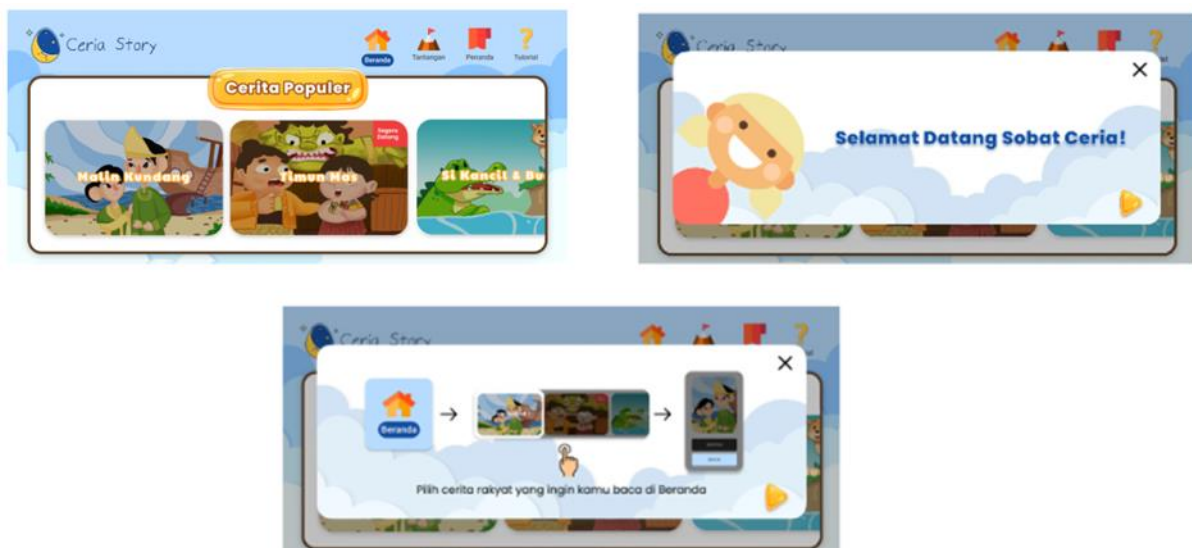 Ceria Story
Beranda
Tantangan
Penanda
Tutorial
Cerita Populer
Malin Kundang
Timun Mas
Segera
Datang
Si Kancil & Bu
Ceria Story
Selamat Datang Sobat Ceria!
Ceria Story
Beranda
Pilih cerita rakyat yang ingin kamu baca di Beranda